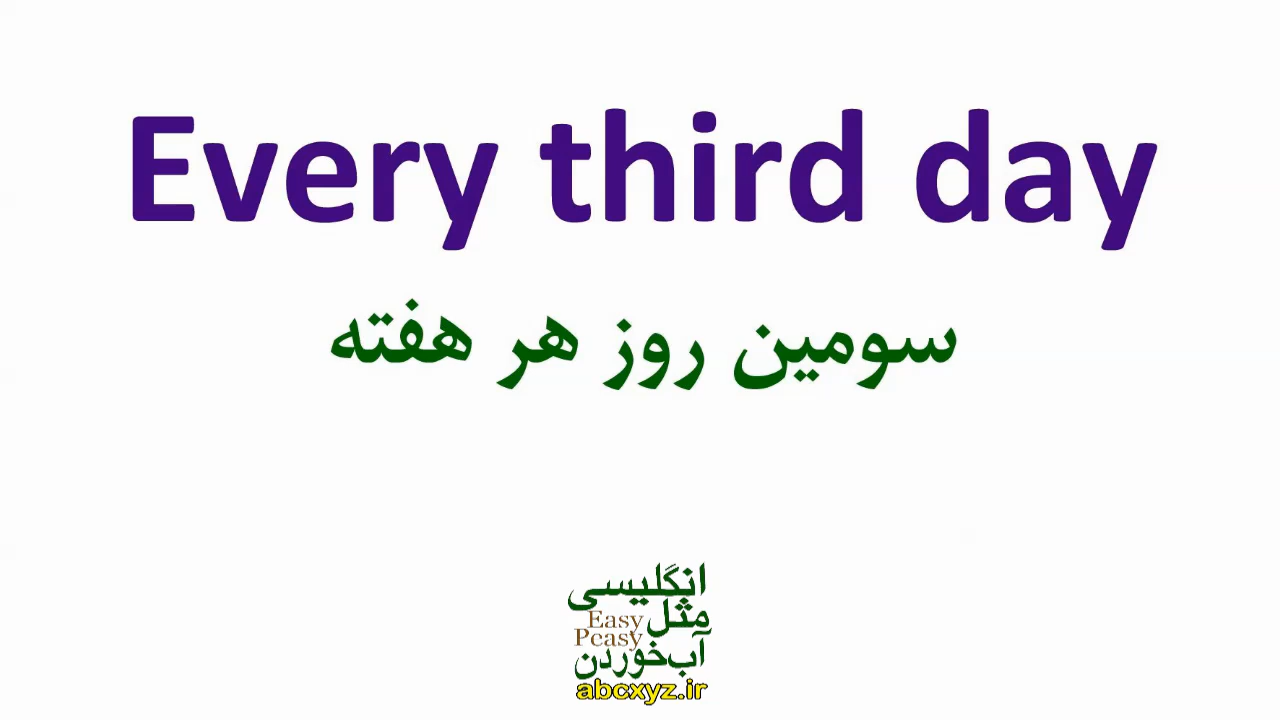 Every third day
سومین روز هر هفته
انگلیسی
مثل
Easy
Peasy
آب‌خوردن
abcxyz.ir